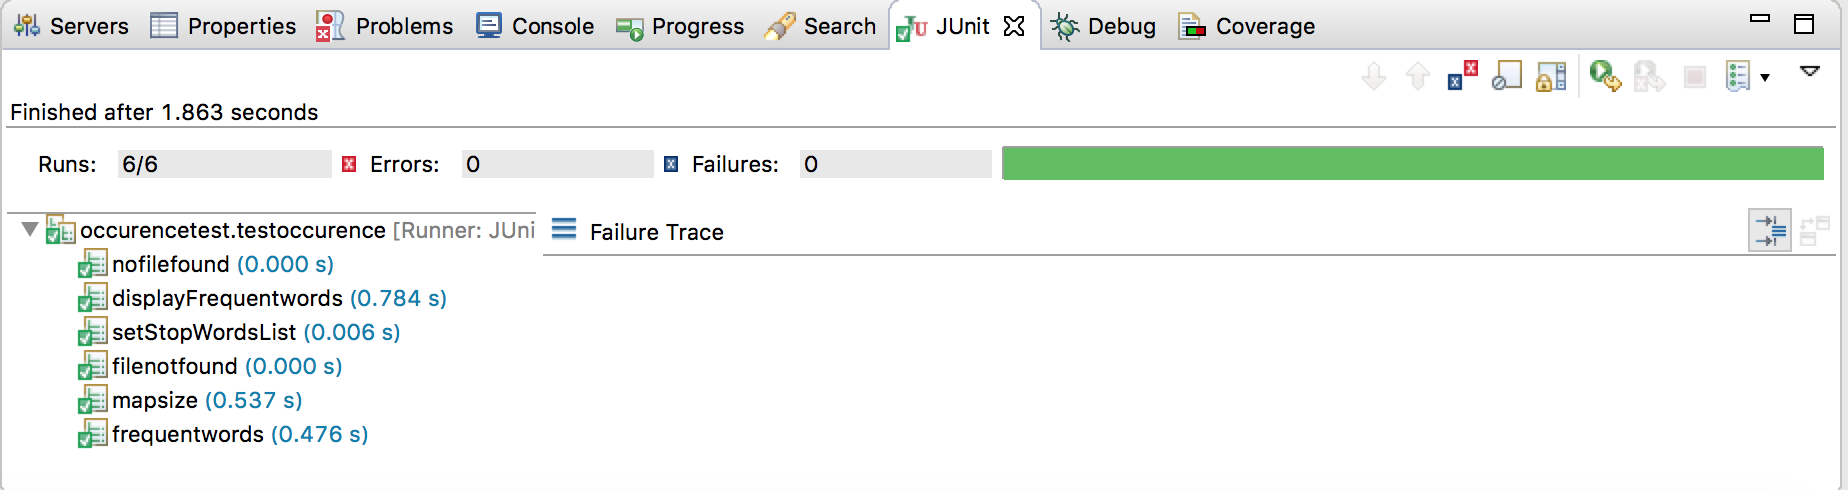 Servers Properties Problems Console Progress Search JUnit Debug Coverage
Finished after 1.863 seconds
Runs: 6/6 Errors: 0 Failures: 0
occurencetest.testoccurence [Runner: JUni
Failure Trace
nofilefound (0.000 s)
displayFrequentwords (0.784 s)
setStopWordsList (0.006 s)
filenotfound (0.000 s)
mapsize (0.537 s)
frequentwords (0.476 s)